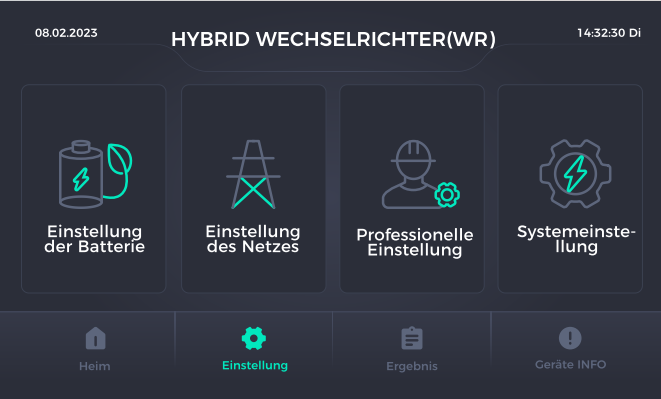 08.02.2023
HYBRID WECHSELRICHTER(WR)
14:32:30 Di
Einstellung
der Batterie
Einstellung
des Netzes
Professionelle
Einstellung
Systemeinste-
llung
Heim
Einstellung
Ergebnis
Geräte INFO